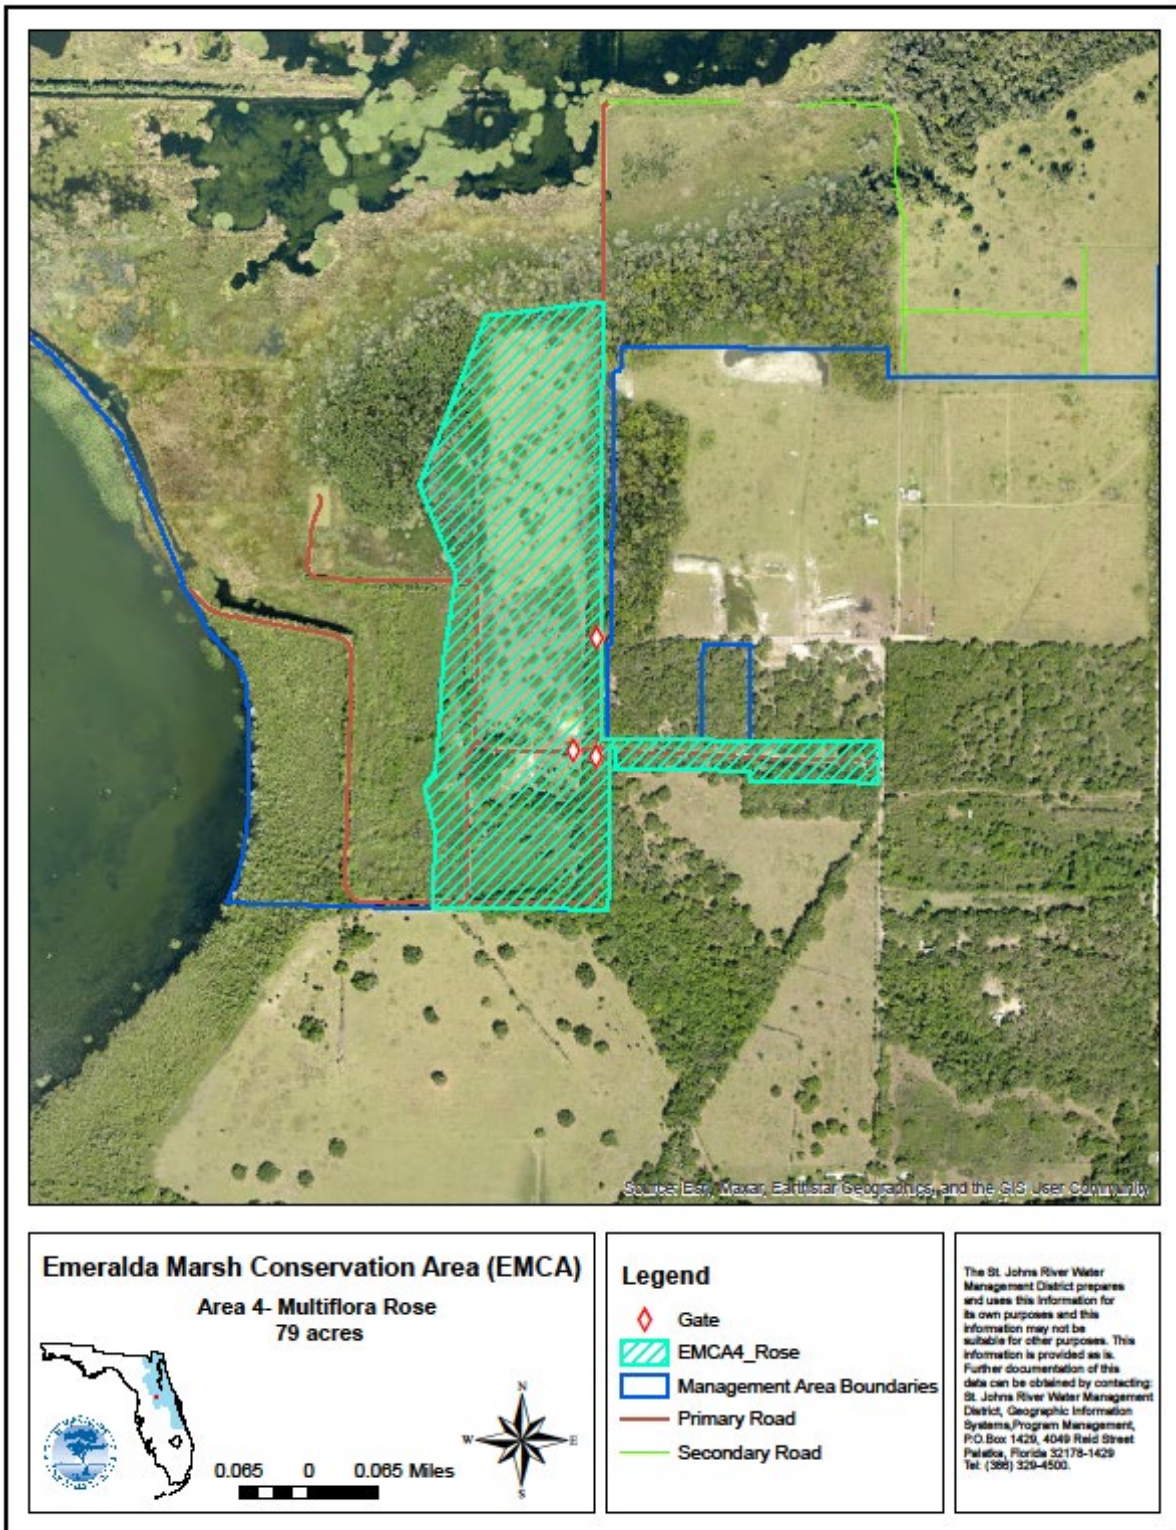 Source: Esri, Maxar, Earthstar Geographics, and the GIS User Community
Emeralda Marsh Conservation Area (EMCA)
Area 4- Multiflora Rose
79 acres
N
W
E
S
0.065 0 0.065 Miles
Legend
Gate
EMCA4_Rose
Management Area Boundaries
Primary Road
Secondary Road
The St. Johns River Water
Management District prepares
and uses this information for
its own purposes and this
information may not be
suitable for other purposes. This
information is provided as is.
Further documentation of this
data can be obtained by contacting:
St. Johns River Water Management
District, Geographic Information
Systems,Program Management,
P.O.Box 1429, 4049 Reid Street
Palatka, Florida 32178-1429
Tel: (386) 329-4500.